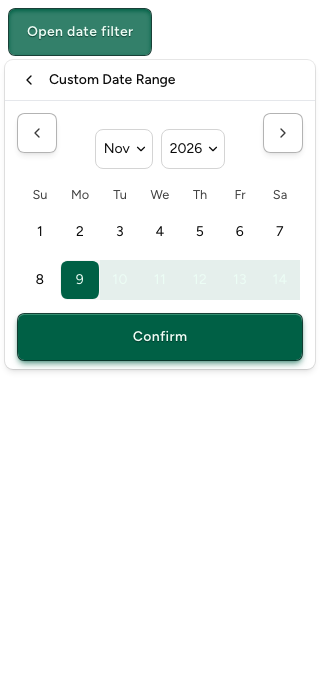 Open date filter
Custom Date Range
Nov 2026
Su Mo Tu We Th Fr Sa
1 2 3 4 5 6 7
8 9 10 11 12 13 14
Confirm